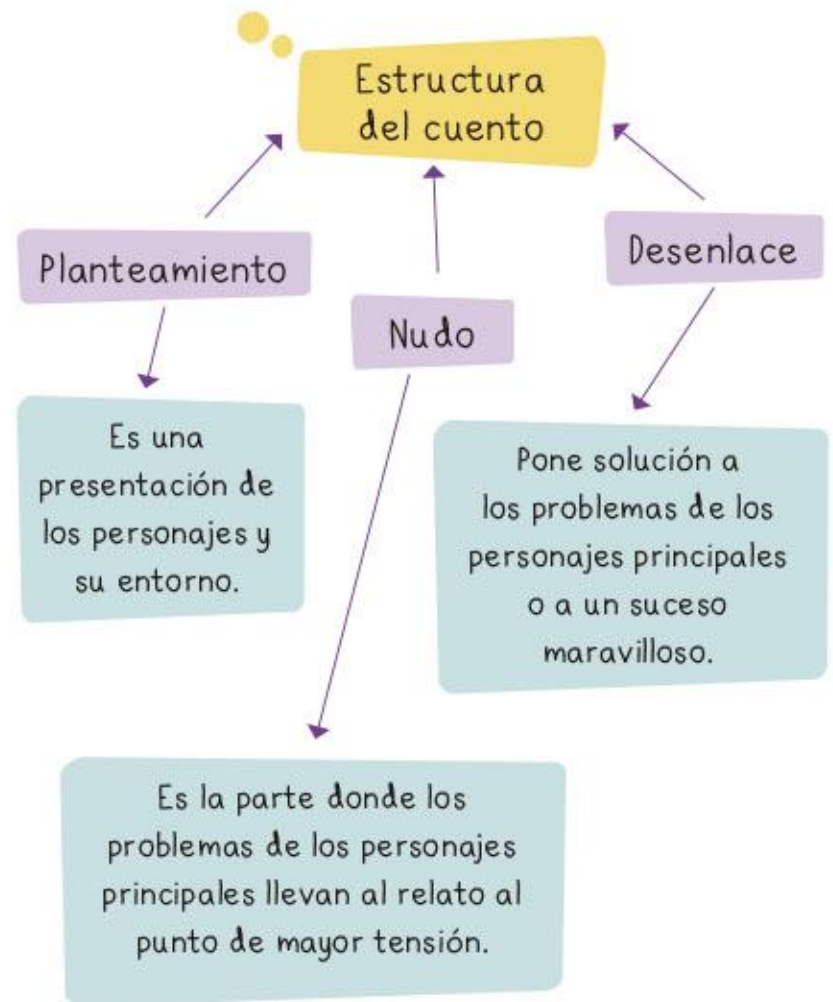 Estructura
del cuento
Planteamiento
Nudo
Desenlace
Es una
presentación de
los personajes y
su entorno.
Pone solución a
los problemas de los
personajes principales
o a un suceso
maravilloso.
Es la parte donde los
problemas de los personajes
principales llevan al relato al
punto de mayor tensión.